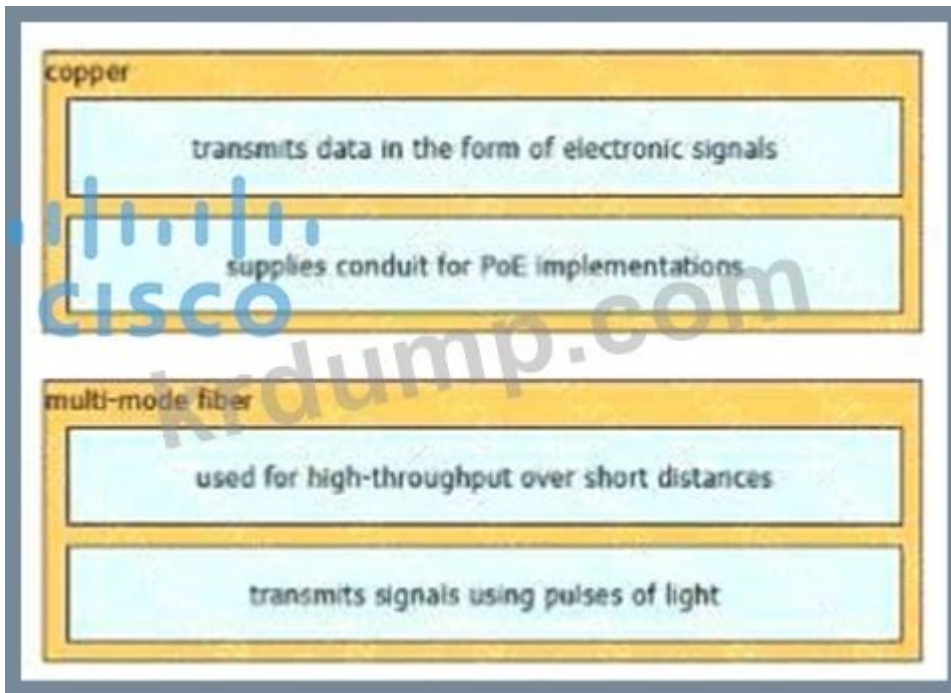 copper
transmits data in the form of electronic signals
supplies conduit for PoE implementations
CISCO
krdump.com
multi-mode fiber
used for high-throughput over short distances
transmits signals using pulses of light